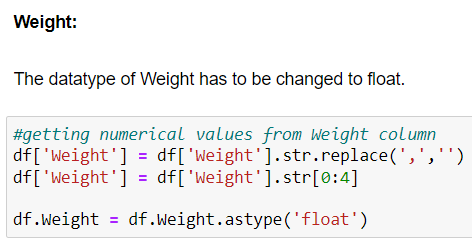 Weight:
The datatype of Weight has to be changed to float.
#getting numerical values from Weight column
df['Weight'] = df['Weight'].str.replace(',','')
df['Weight'] = df['Weight'].str[0:4]
df.Weight = df.Weight.astype('float')